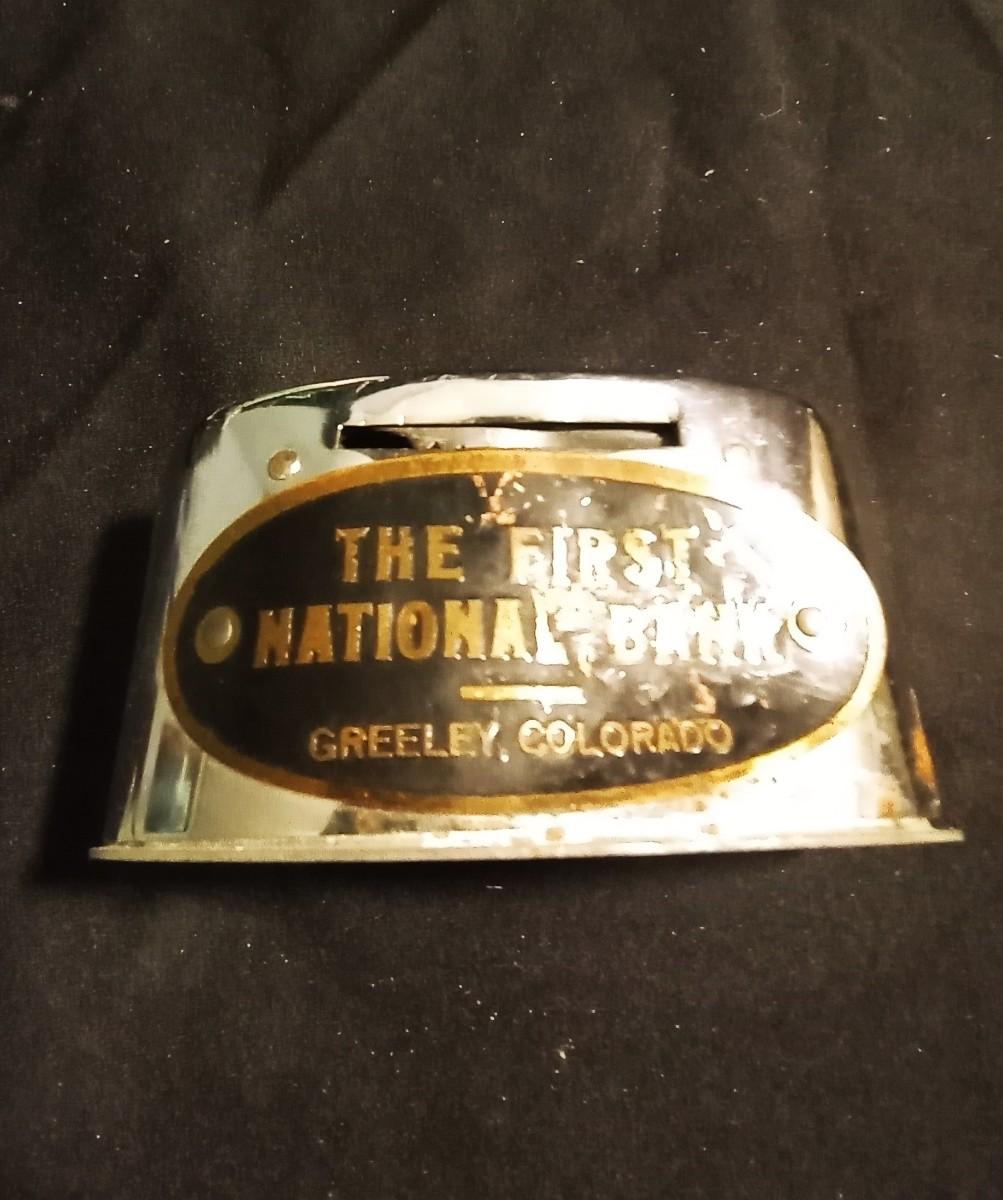 THE FIRST
NATIONAL BANK
GREELEY, COLORADO